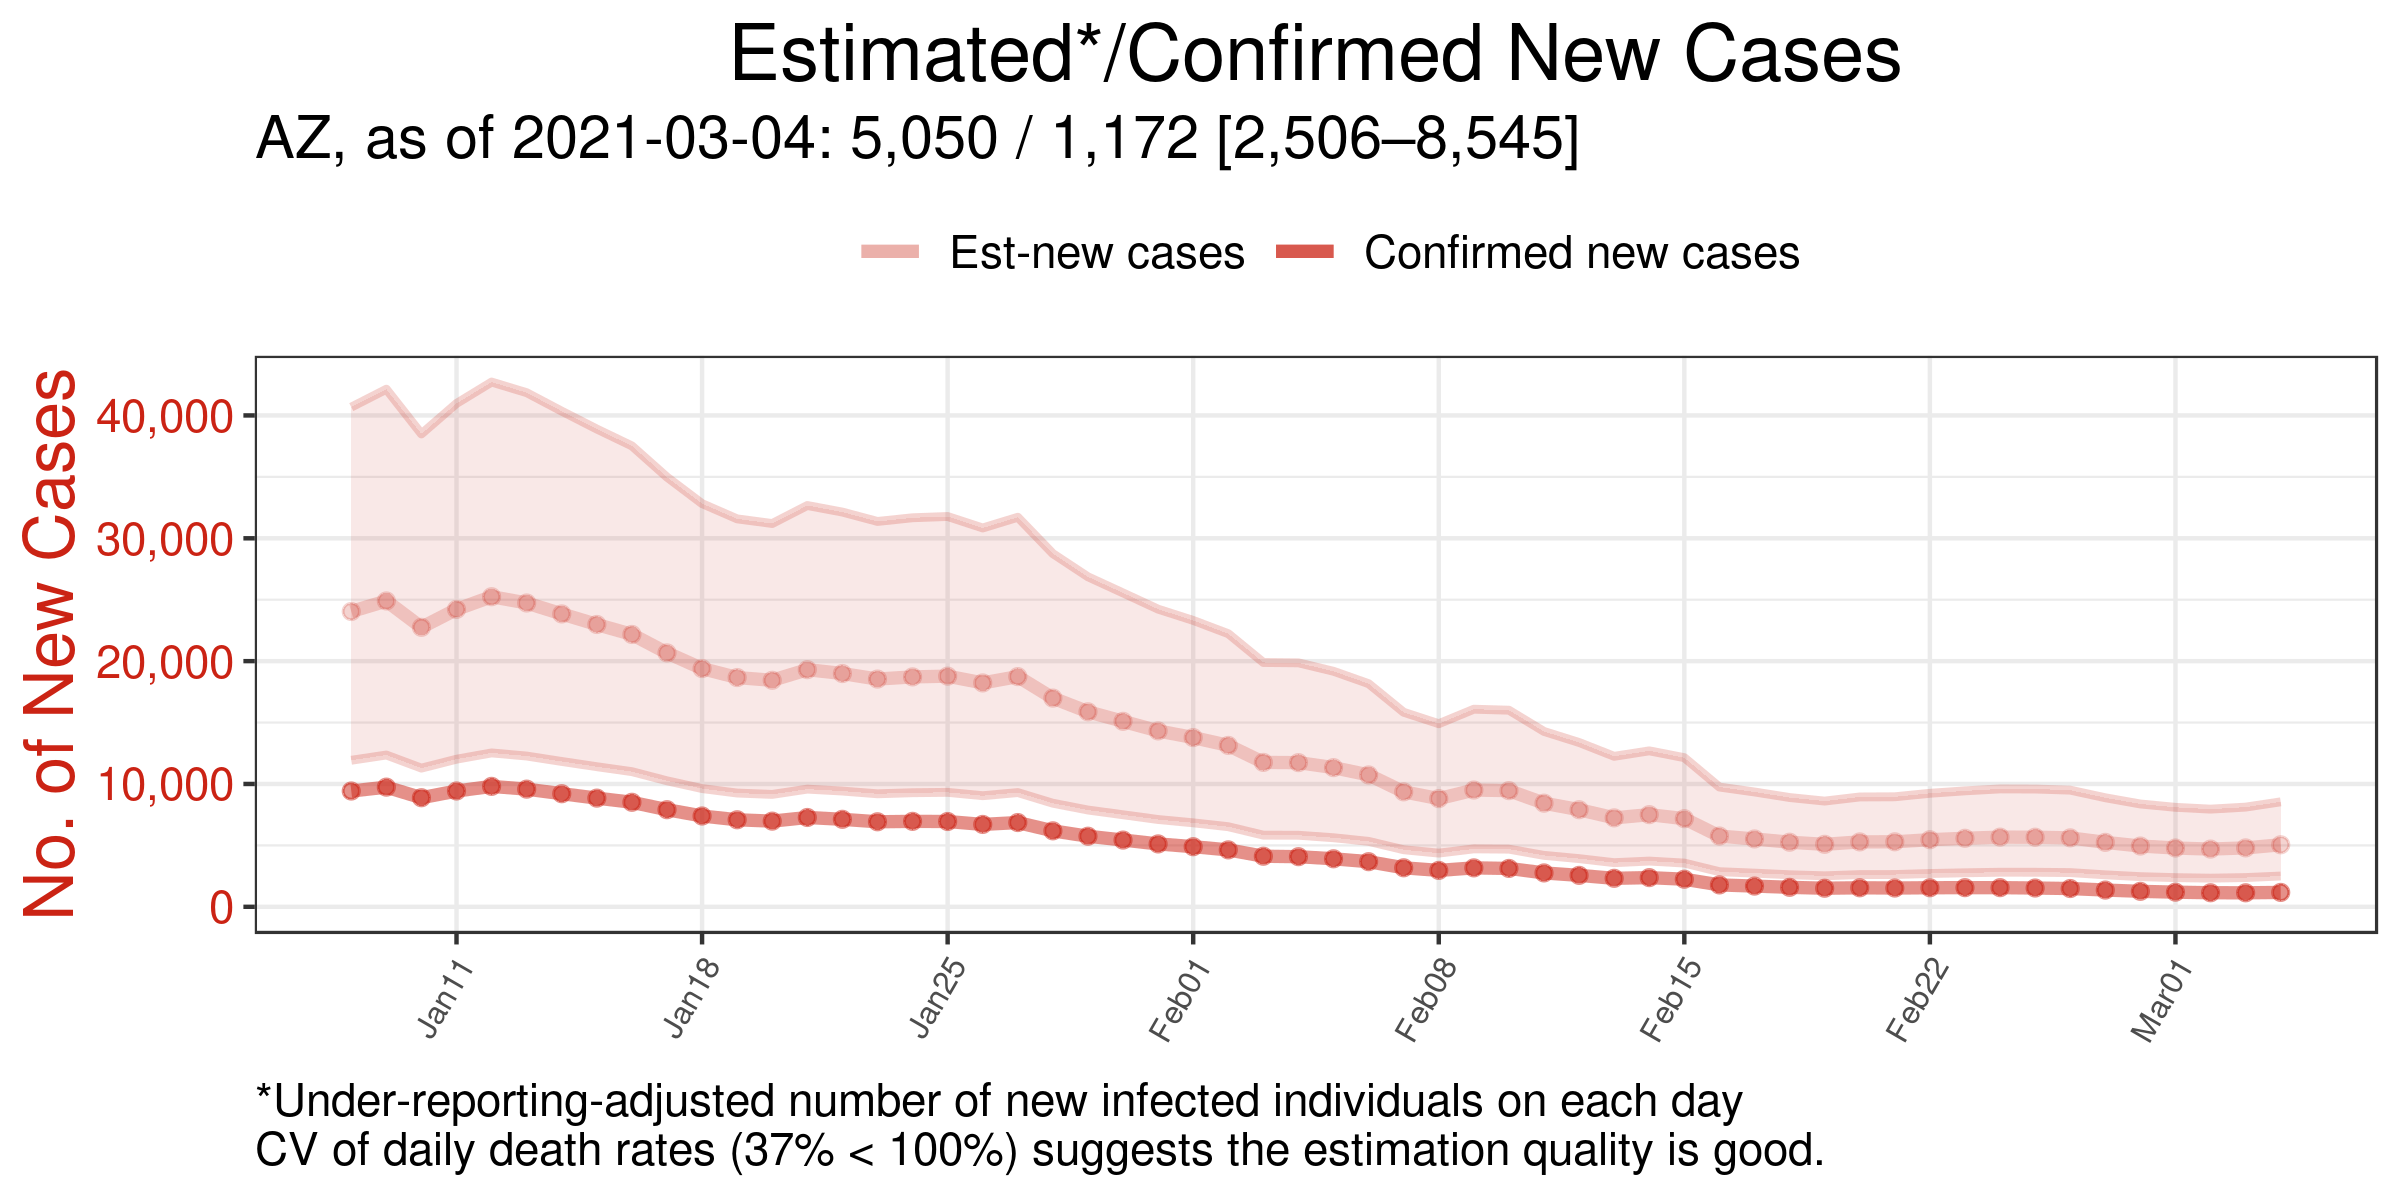 Estimated*/Confirmed New Cases
AZ, as of 2021-03-04: 5,050 / 1,172 [2,506–8,545]
Est-new cases
Confirmed new cases
No. of New Cases
40,000
30,000
20,000
10,000
0
Jan11
Jan18
Jan25
Feb01
Feb08
Feb15
Feb22
Mar01
*Under-reporting-adjusted number of new infected individuals on each day
CV of daily death rates (37% < 100%) suggests the estimation quality is good.